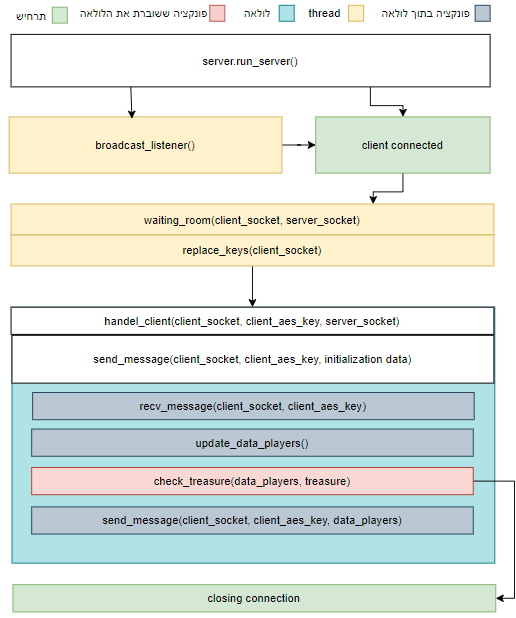 פונקציה בתוך לולאה
thread
לולאה
פונקציה ששוברת את הלולאה
תרחיש
server.run_server()
broadcast_listener()
client connected
waiting_room(client_socket, server_socket)
replace_keys(client_socket)
handel_client(client_socket, client_aes_key, server_socket)
send_message(client_socket, client_aes_key, initialization data)
recv_message(client_socket, client_aes_key)
update_data_players()
check_treasure(data_players, treasure)
send_message(client_socket, client_aes_key, data_players)
closing connection